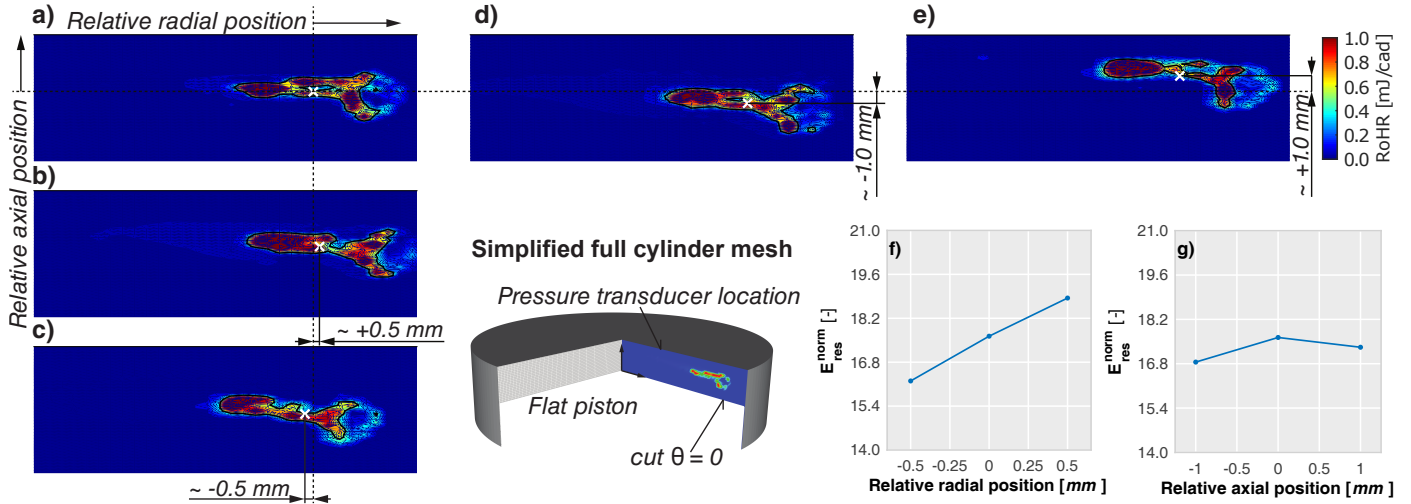 a)
Relative radial position
d)
e)
Relative axial position
1.0
0.8
0.6
0.4
0.2
0.0
RoHR [mJ/cad]
~ -1.0 mm
~ +1.0 mm
b)
~ +0.5 mm
c)
~ -0.5 mm
Simplified full cylinder mesh
Pressure transducer location
Flat piston
cut θ = 0
f)
21.0
19.6
18.2
16.8
15.4
14.0
E_res^norm [-]
-0.5 -0.25 0 0.25 0.5
Relative radial position [mm]
g)
21.0
19.6
18.2
16.8
15.4
14.0
E_res^norm [-]
-1 -0.5 0 0.5 1
Relative axial position [mm]